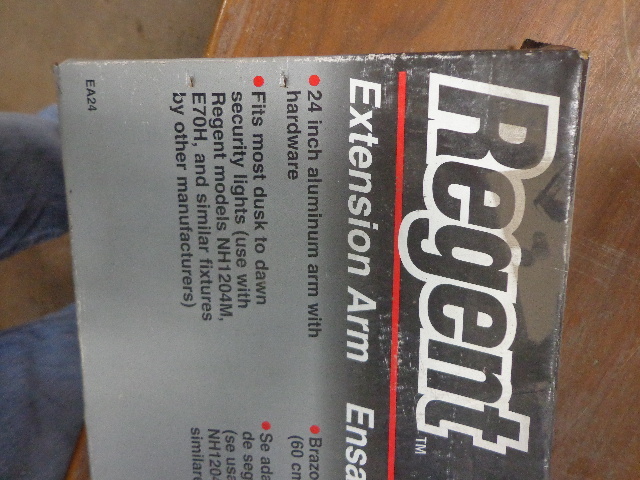 Regent™
Extension Arm Ensa
• 24 inch aluminum arm with
hardware
• Fits most dusk to dawn
security lights (use with
Regent models NH1204M,
E70H, and similar fixtures
by other manufacturers)
• Brazo
(60 cm
• Se ada
de seg
(se usa
NH1204
similare
EA24